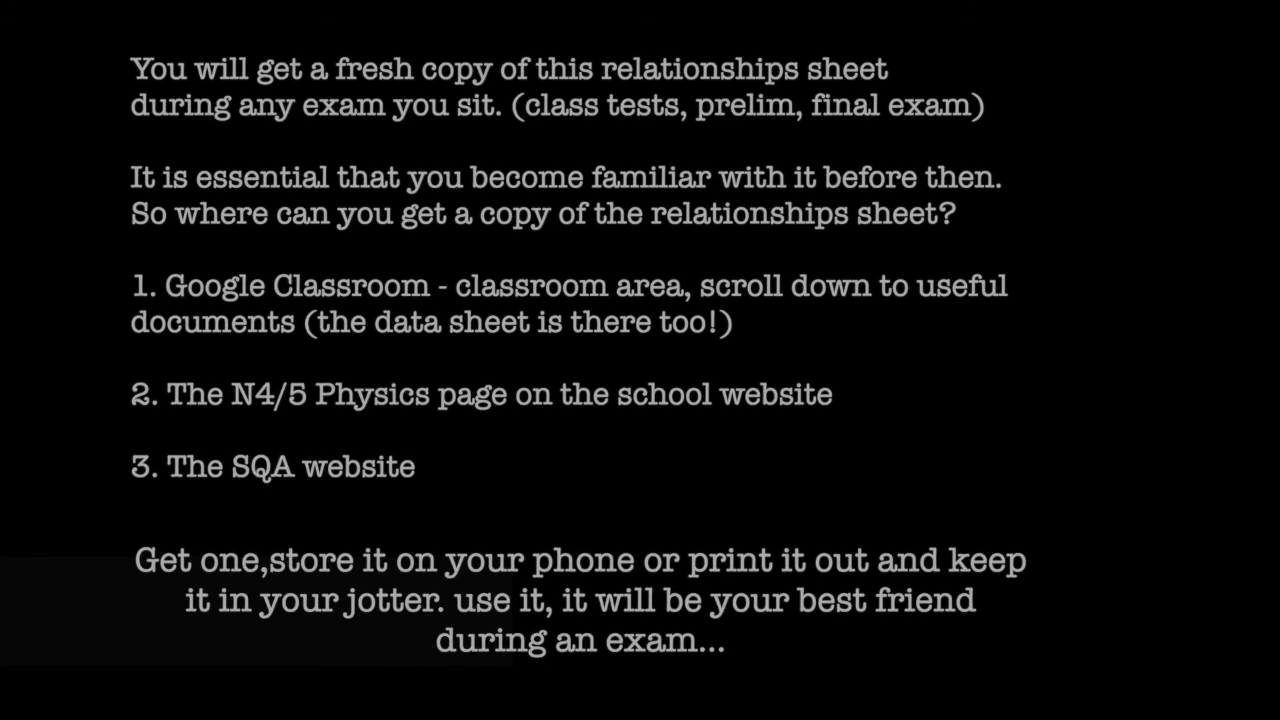 You will get a fresh copy of this relationships sheet
during any exam you sit. (class tests, prelim, final exam)
It is essential that you become familiar with it before then.
So where can you get a copy of the relationships sheet?
1. Google Classroom - classroom area, scroll down to useful
documents (the data sheet is there too!)
2. The N4/5 Physics page on the school website
3. The SQA website
Get one,store it on your phone or print it out and keep
it in your jotter. use it, it will be your best friend
during an exam...